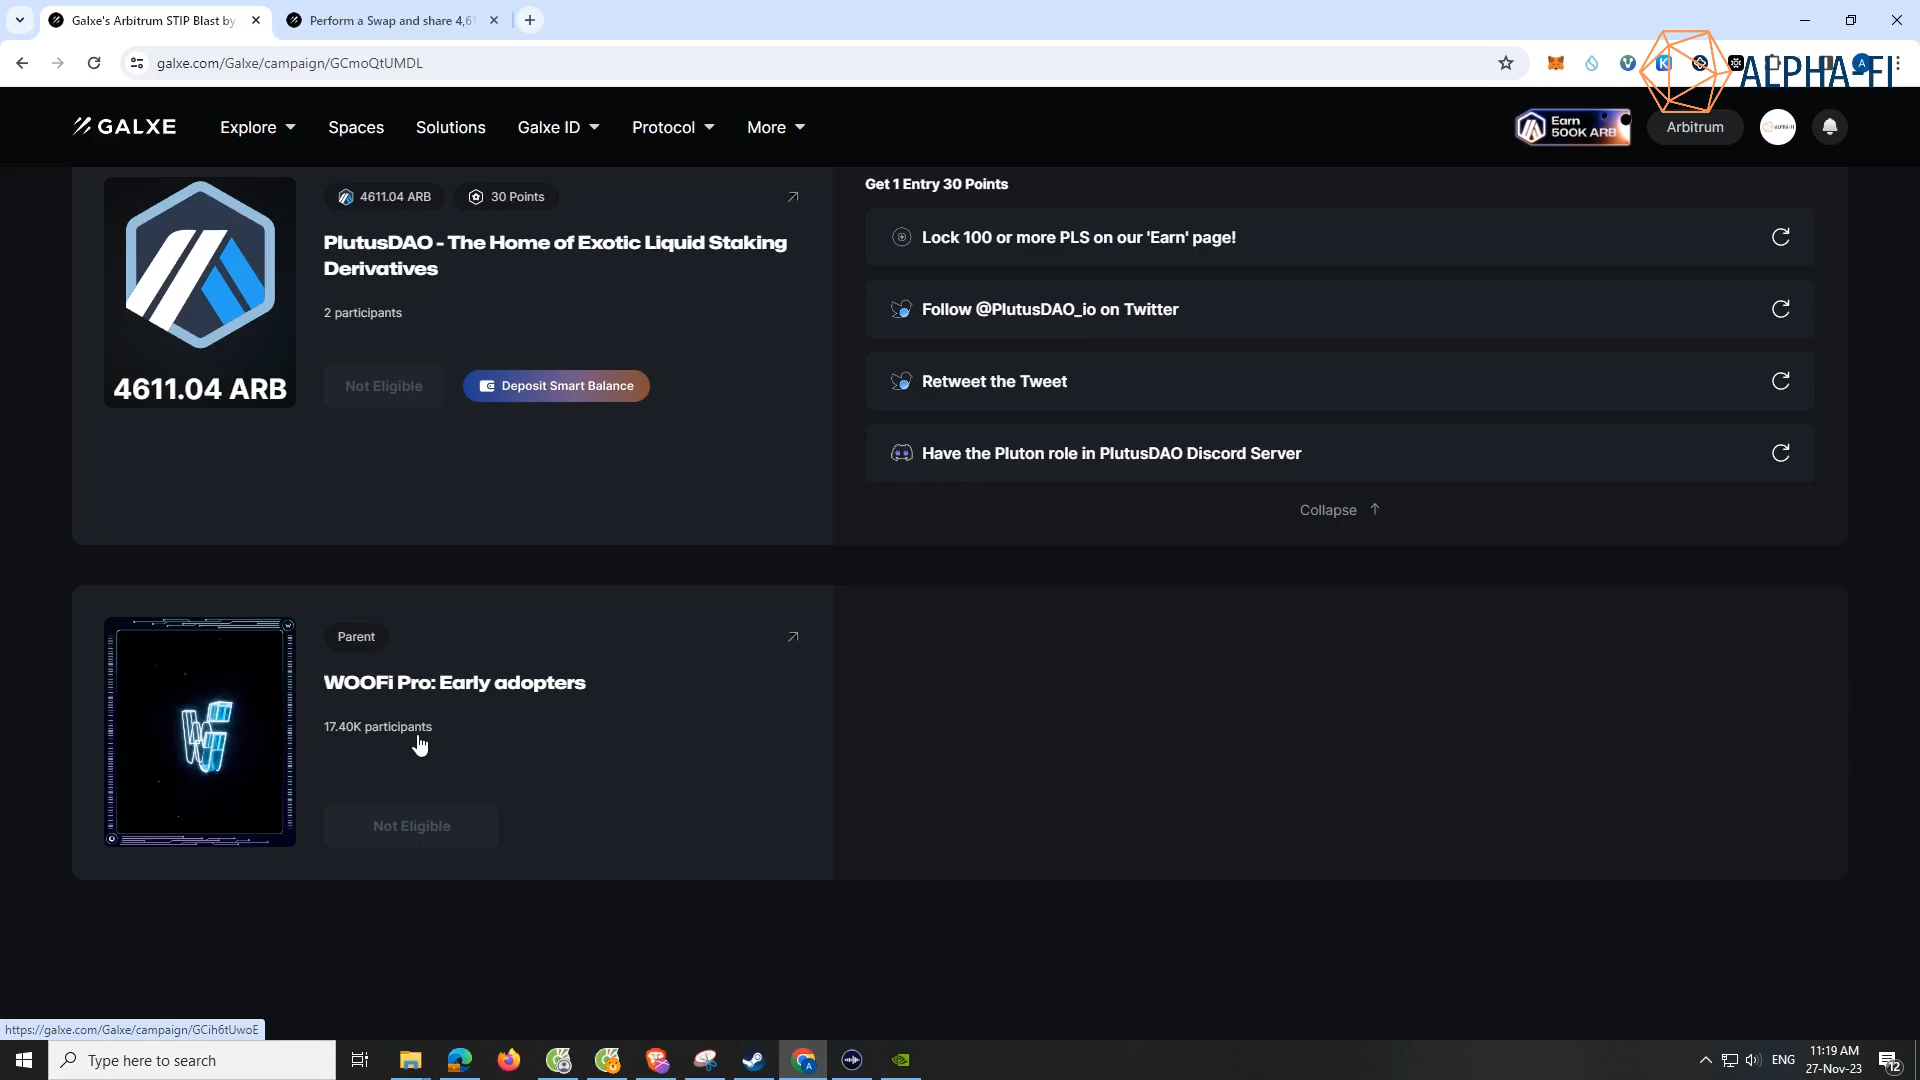 Galxe's Arbitrum STIP Blast by
Perform a Swap and share 4,61
galxe.com/Galxe/campaign/GCmoQtUMDL
ALPHA-FI
GALXE
Explore
Spaces
Solutions
Galxe ID
Protocol
More
Earn
500K ARB
Arbitrum
4611.04 ARB
30 Points
PlutusDAO - The Home of Exotic Liquid Staking
Derivatives
2 participants
4611.04 ARB
Not Eligible
Deposit Smart Balance
Get 1 Entry 30 Points
Lock 100 or more PLS on our 'Earn' page!
Follow @PlutusDAO_io on Twitter
Retweet the Tweet
Have the Pluton role in PlutusDAO Discord Server
Collapse
Parent
WOOFi Pro: Early adopters
17.40K participants
Not Eligible
https://galxe.com/Galxe/campaign/GCih6tUwoE
Type here to search
ENG
11:19 AM
27-Nov-23
12